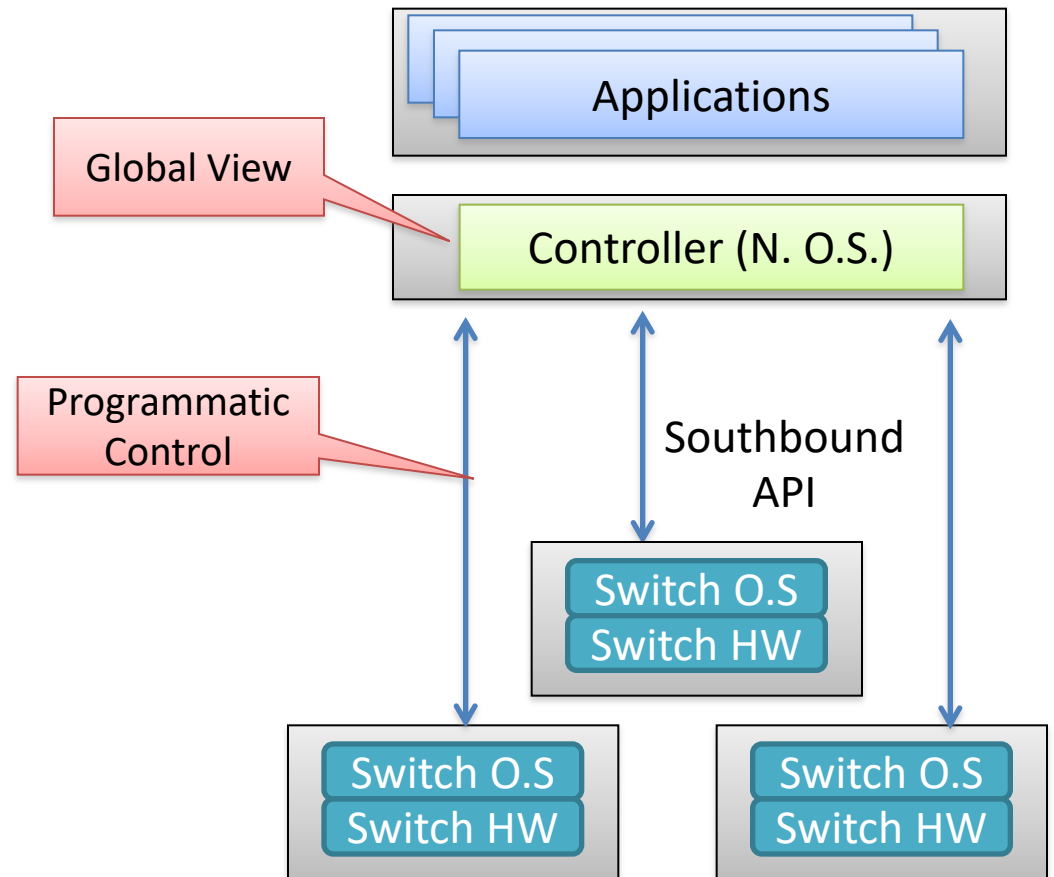 Applications
Global View
Controller (N. O.S.)
Programmatic
Control
Southbound
API
Switch O.S
Switch HW
Switch O.S
Switch HW
Switch O.S
Switch HW